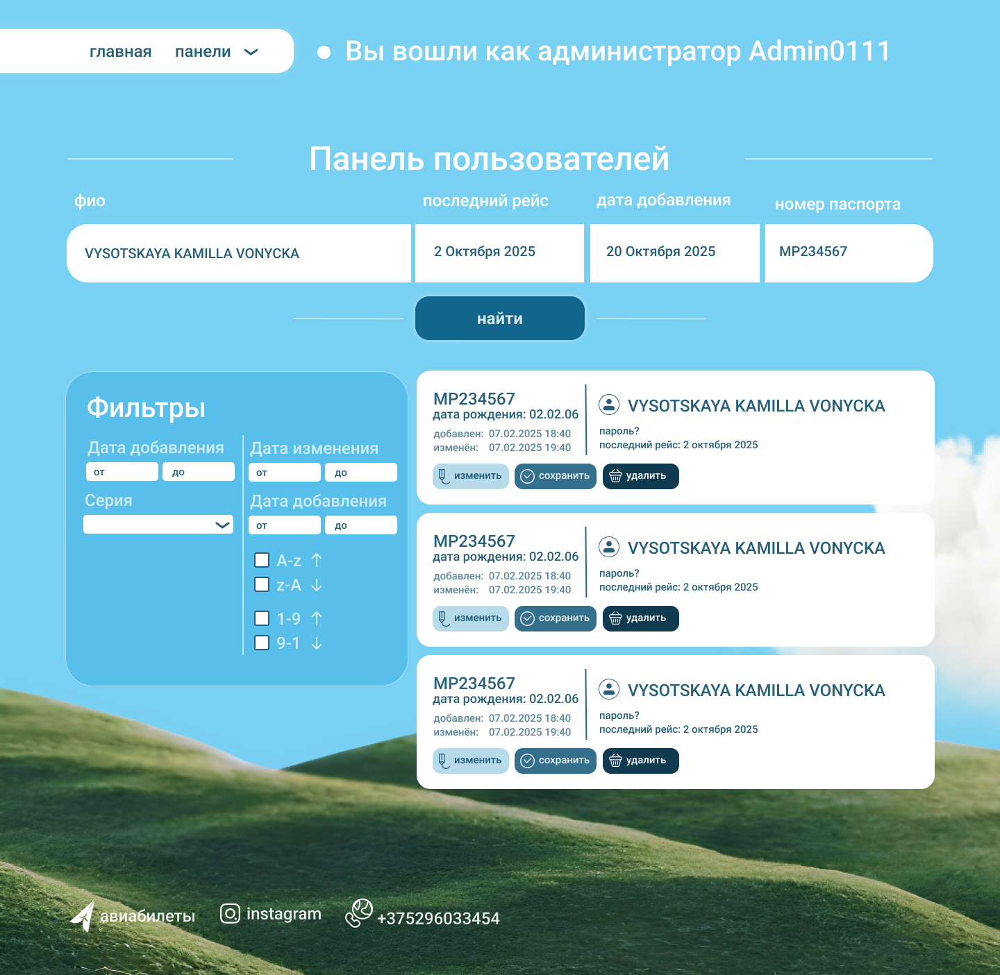 главная панели
Вы вошли как администратор Admin0111
Панель пользователей
фио последний рейс дата добавления номер паспорта
VYSOTSKAYA KAMILLA VONYCKA 2 Октября 2025 20 Октября 2025 MP234567
найти
Фильтры
Дата добавления
от до
Серия
Дата изменения
от до
Дата добавления
от до
A-z ↑
z-A ↓
1-9 ↑
9-1 ↓
MP234567
дата рождения: 02.02.06
добавлен: 07.02.2025 18:40
изменён: 07.02.2025 19:40
VYSOTSKAYA KAMILLA VONYCKA
пароль?
последний рейс: 2 октября 2025
изменить сохранить удалить
MP234567
дата рождения: 02.02.06
добавлен: 07.02.2025 18:40
изменён: 07.02.2025 19:40
VYSOTSKAYA KAMILLA VONYCKA
пароль?
последний рейс: 2 октября 2025
изменить сохранить удалить
MP234567
дата рождения: 02.02.06
добавлен: 07.02.2025 18:40
изменён: 07.02.2025 19:40
VYSOTSKAYA KAMILLA VONYCKA
пароль?
последний рейс: 2 октября 2025
изменить сохранить удалить
авиабилеты instagram +375296033454